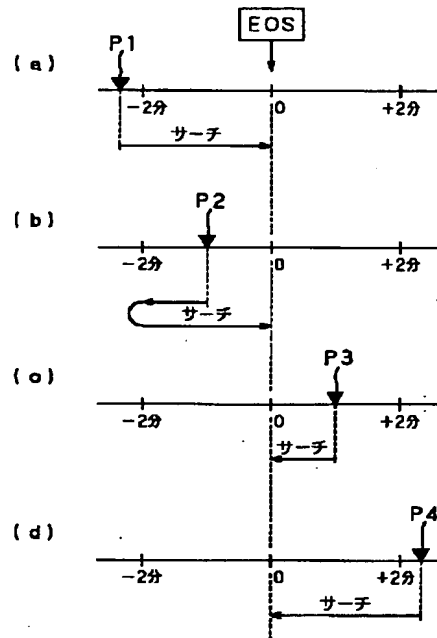 EOS
P1
(a)
-2分 0 +2分
サーチ
(b)
P2
-2分 0 +2分
サーチ
(c)
P3
-2分 0 +2分
サーチ
(d)
P4
-2分 0 +2分
サーチ